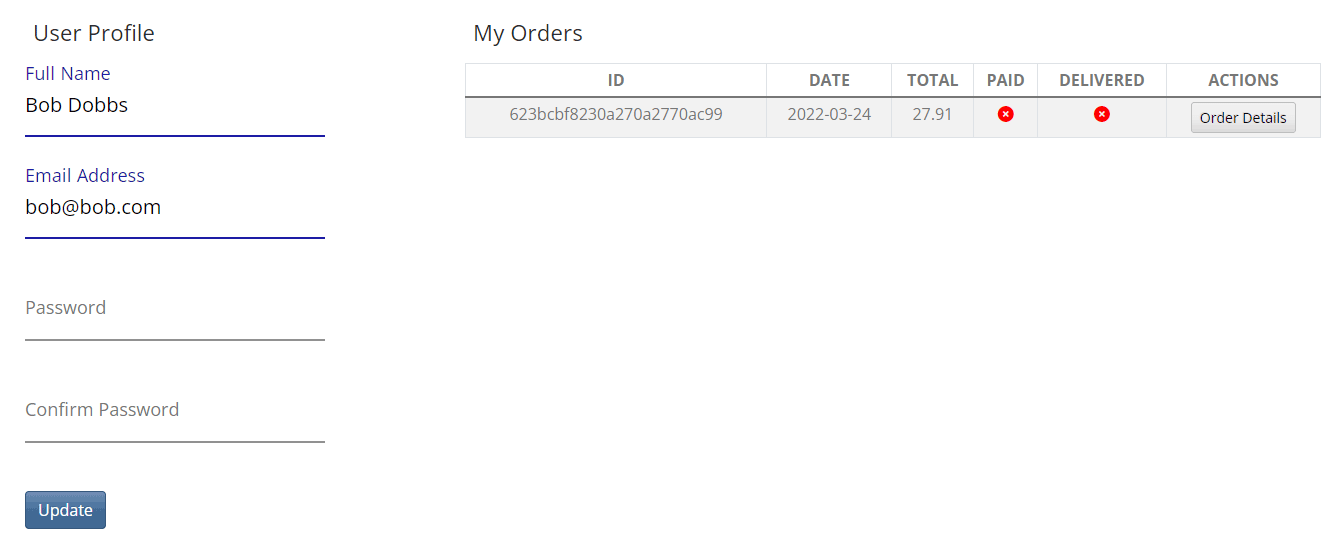 User Profile
Full Name
Bob Dobbs
Email Address
bob@bob.com
Password
Confirm Password
Update
My Orders
ID DATE TOTAL PAID DELIVERED ACTIONS
623bcbf8230a270a2770ac99 2022-03-24 27.91 Order Details